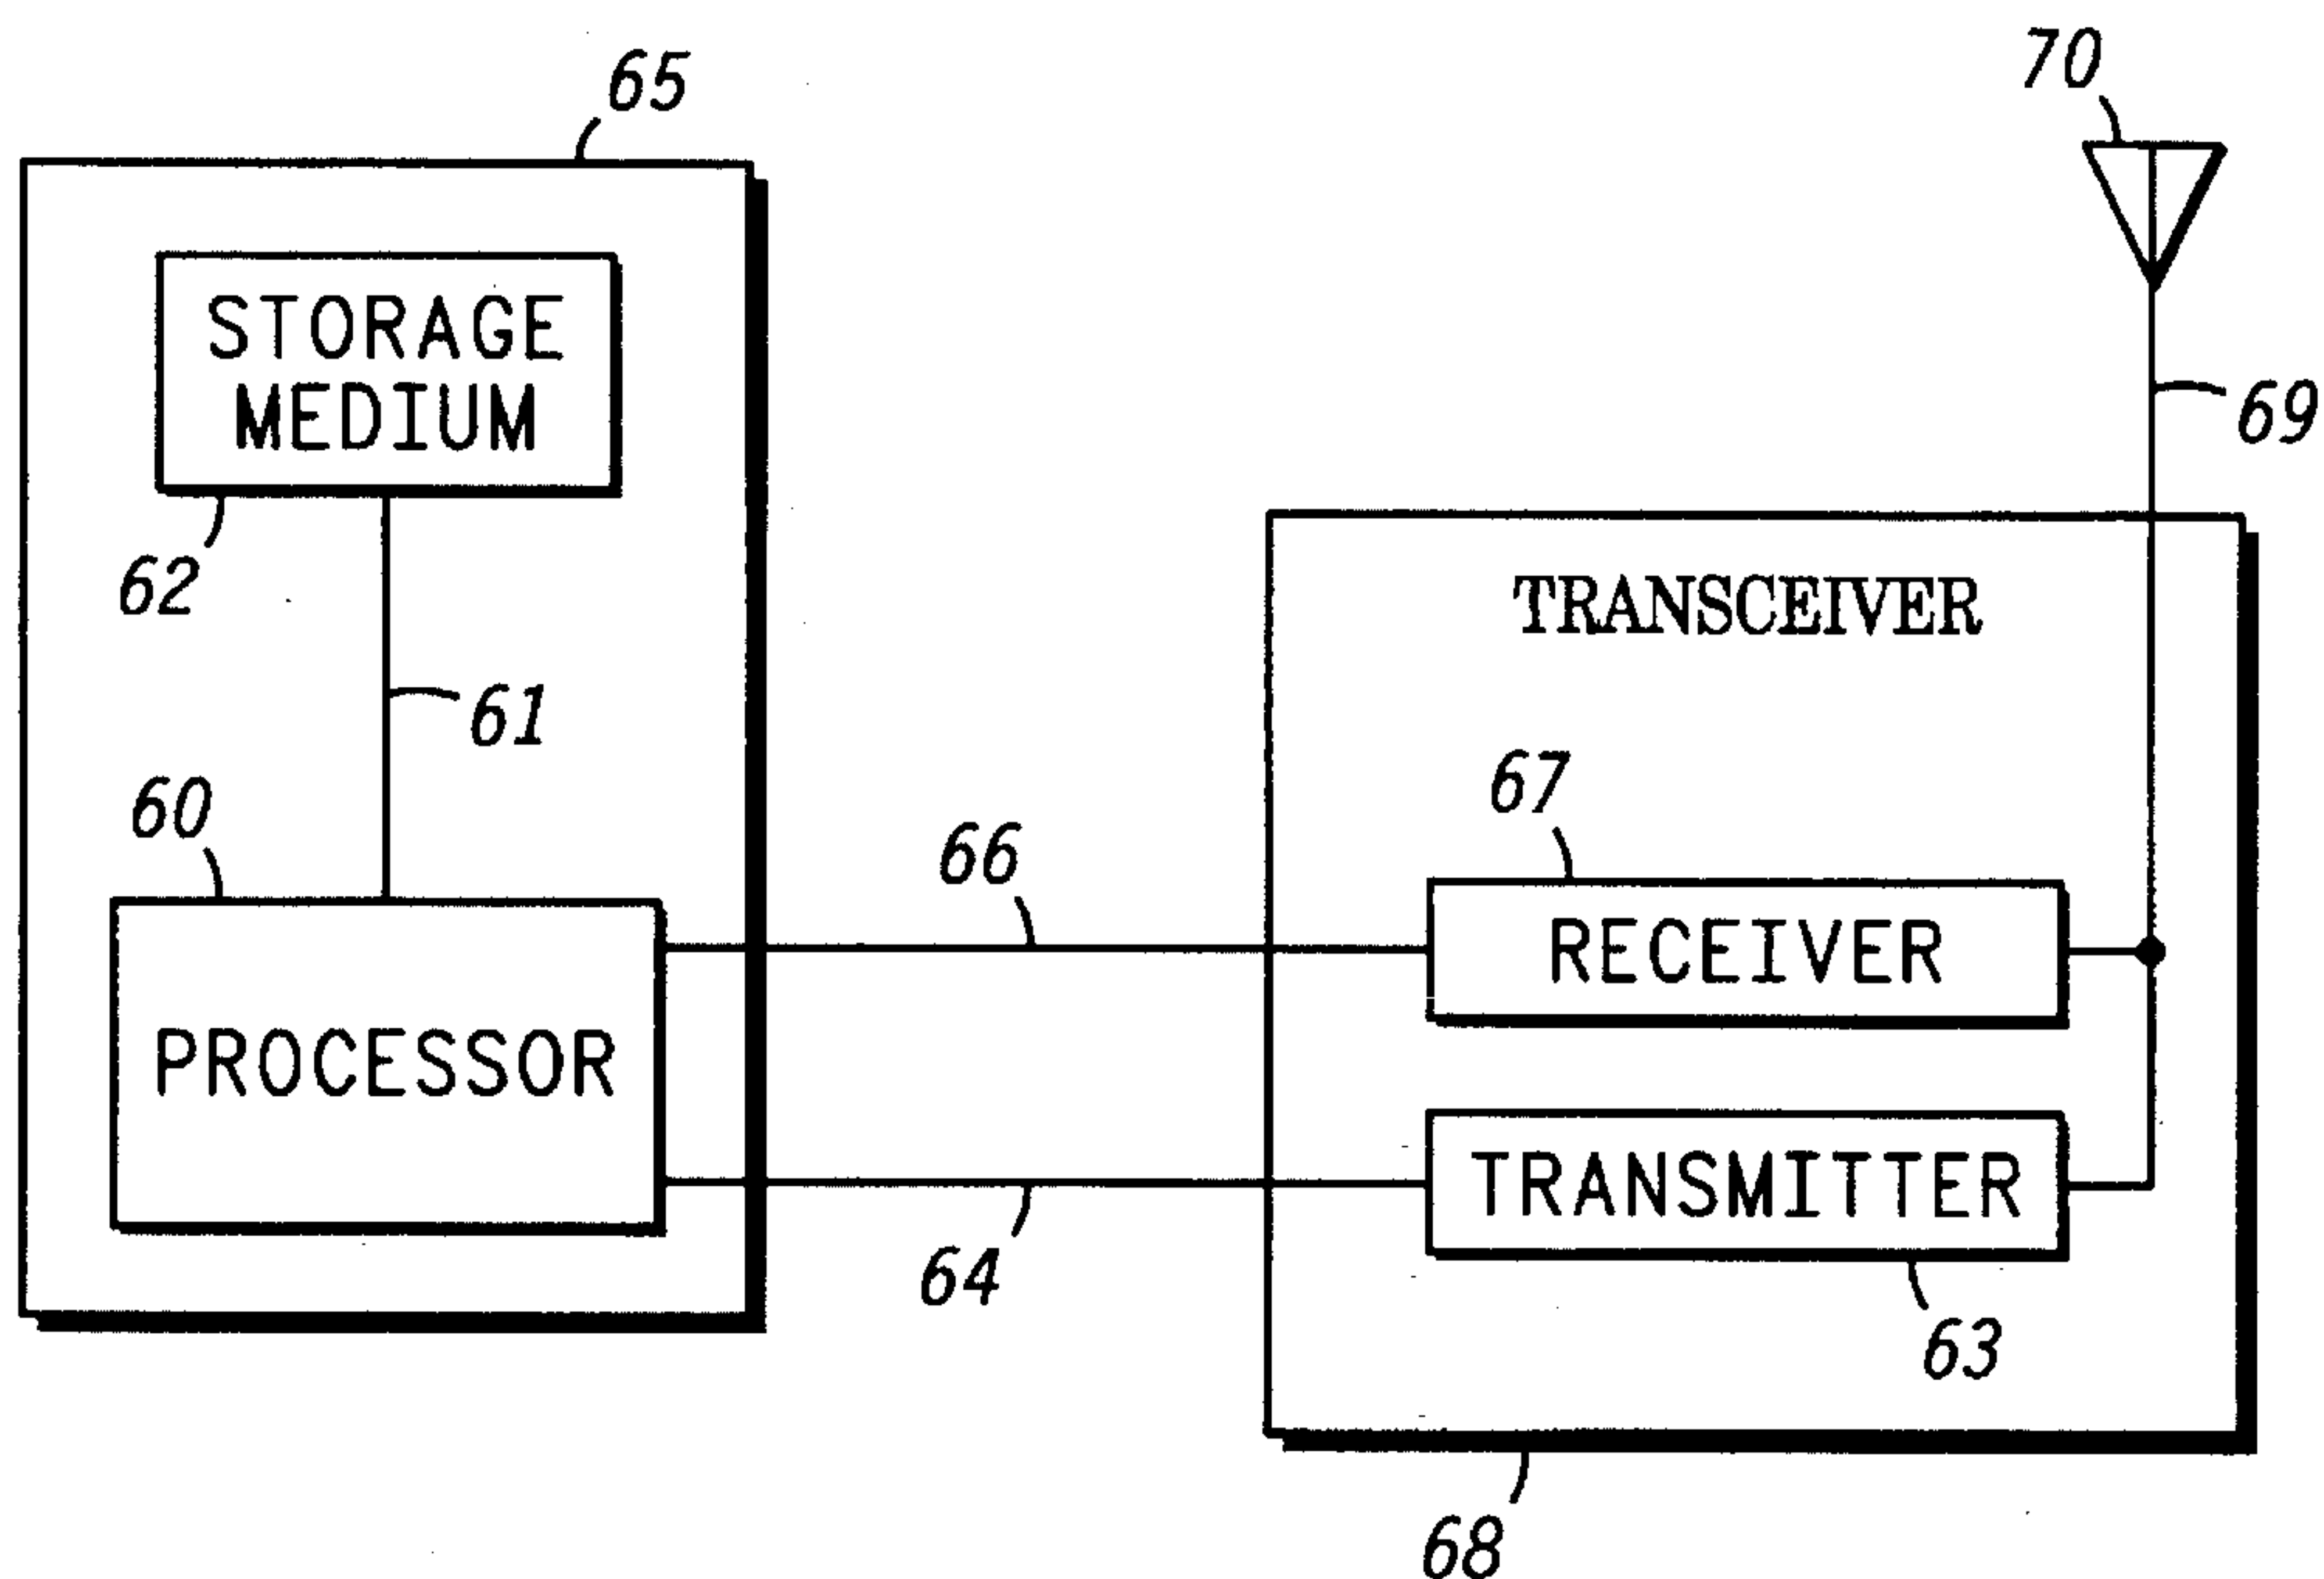 65
70
STORAGE
MEDIUM
69
62
TRANSCEIVER
61
67
60
66
RECEIVER
PROCESSOR
TRANSMITTER
64
63
68